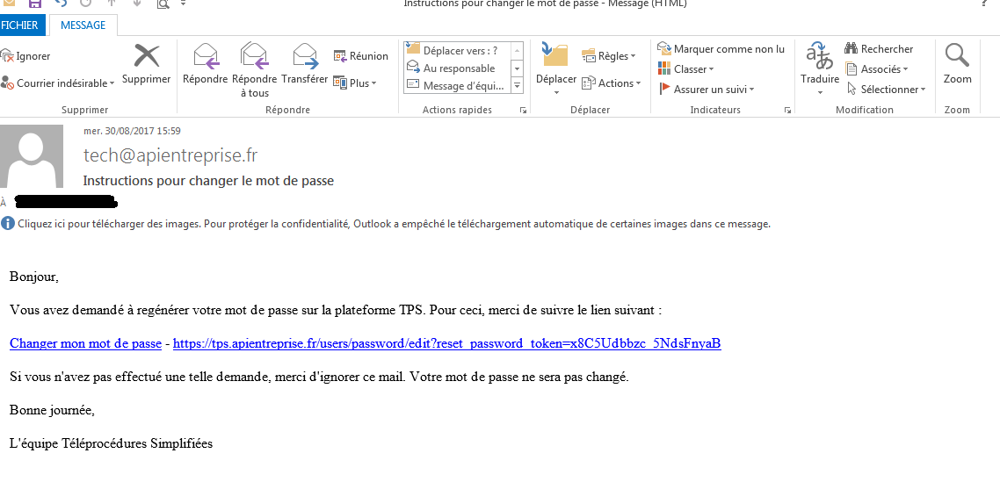 Instructions pour changer le mot de passe - Message (HTML)
?
FICHIER
MESSAGE
Ignorer
Courrier indésirable
Supprimer
Supprimer
Répondre
Répondre à tous
Transférer
Réunion
Plus
Répondre
Déplacer vers : ?
Au responsable
Message d'équi...
Actions rapides
Déplacer
Règles
Actions
Déplacer
Marquer comme non lu
Classer
Assurer un suivi
Indicateurs
Traduire
Rechercher
Associés
Sélectionner
Modification
Zoom
Zoom
mer. 30/08/2017 15:59
tech@apientreprise.fr
Instructions pour changer le mot de passe
À
Cliquez ici pour télécharger des images. Pour protéger la confidentialité, Outlook a empêché le téléchargement automatique de certaines images dans ce message.
Bonjour,
Vous avez demandé à regénérer votre mot de passe sur la plateforme TPS. Pour ceci, merci de suivre le lien suivant :
Changer mon mot de passe - https://tps.apientreprise.fr/users/password/edit?reset_password_token=x8C5Udbbzc_5NdsFnyaB
Si vous n'avez pas effectué une telle demande, merci d'ignorer ce mail. Votre mot de passe ne sera pas changé.
Bonne journée,
L'équipe Téléprocédures Simplifiées